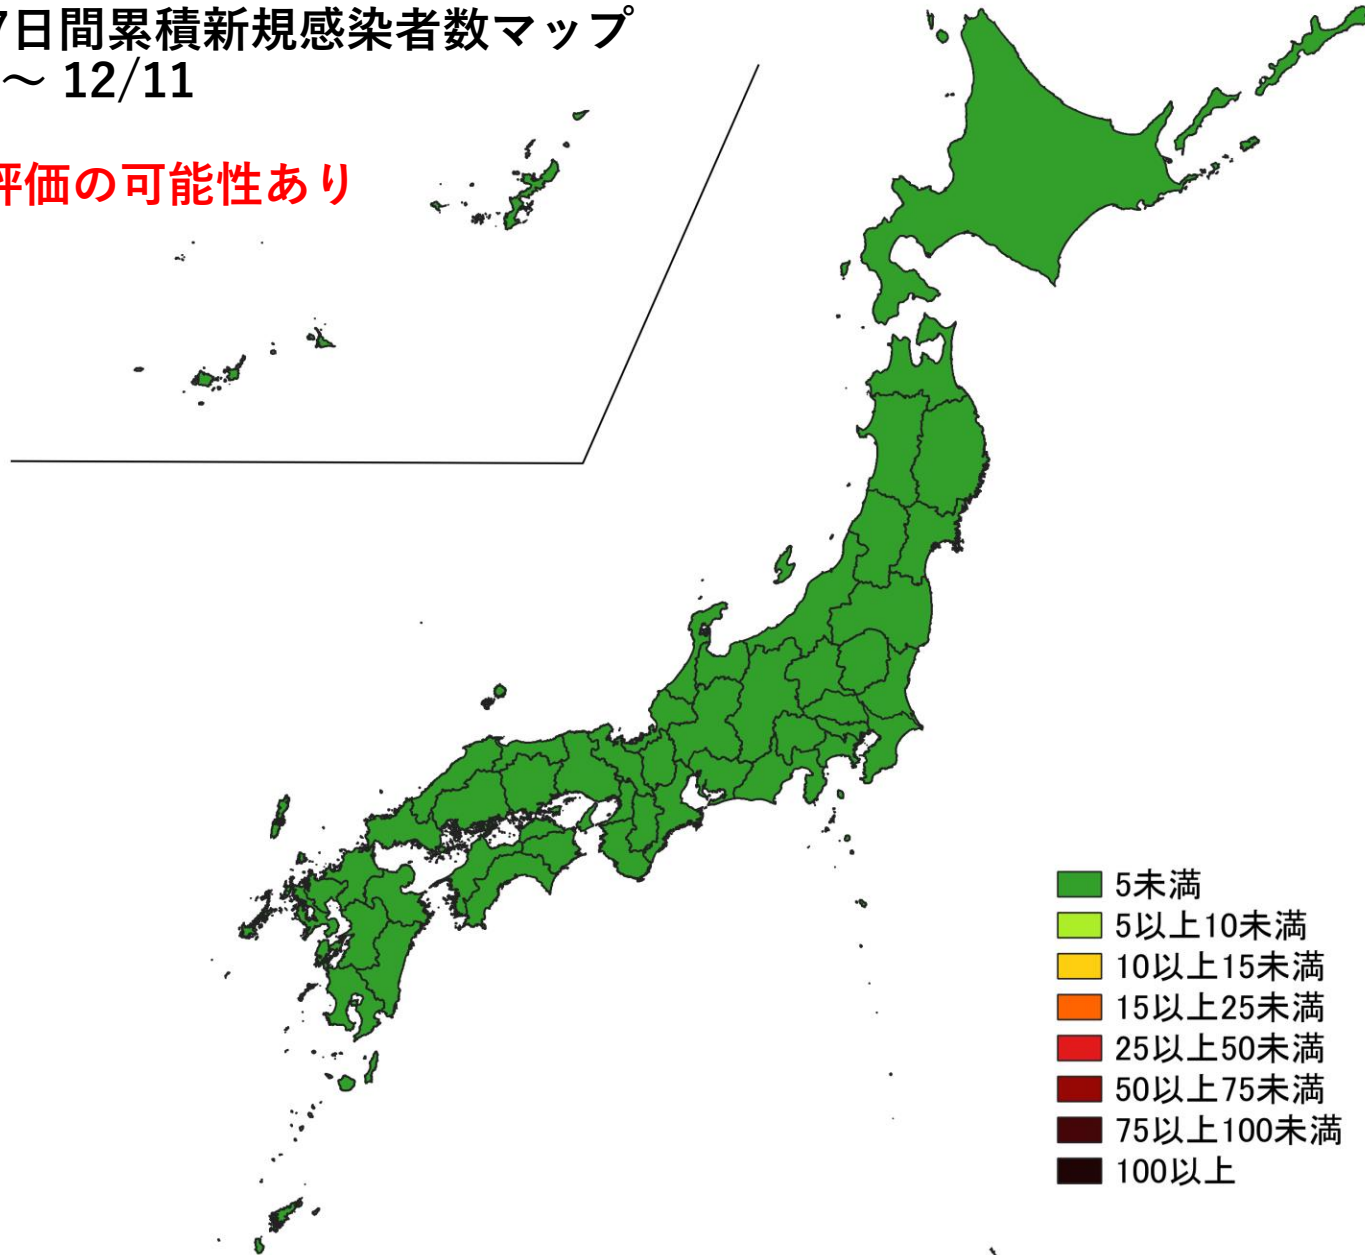 7日間累積新規感染者数マップ
～ 12/11
評価の可能性あり
5未満
5以上10未満
10以上15未満
15以上25未満
25以上50未満
50以上75未満
75以上100未満
100以上